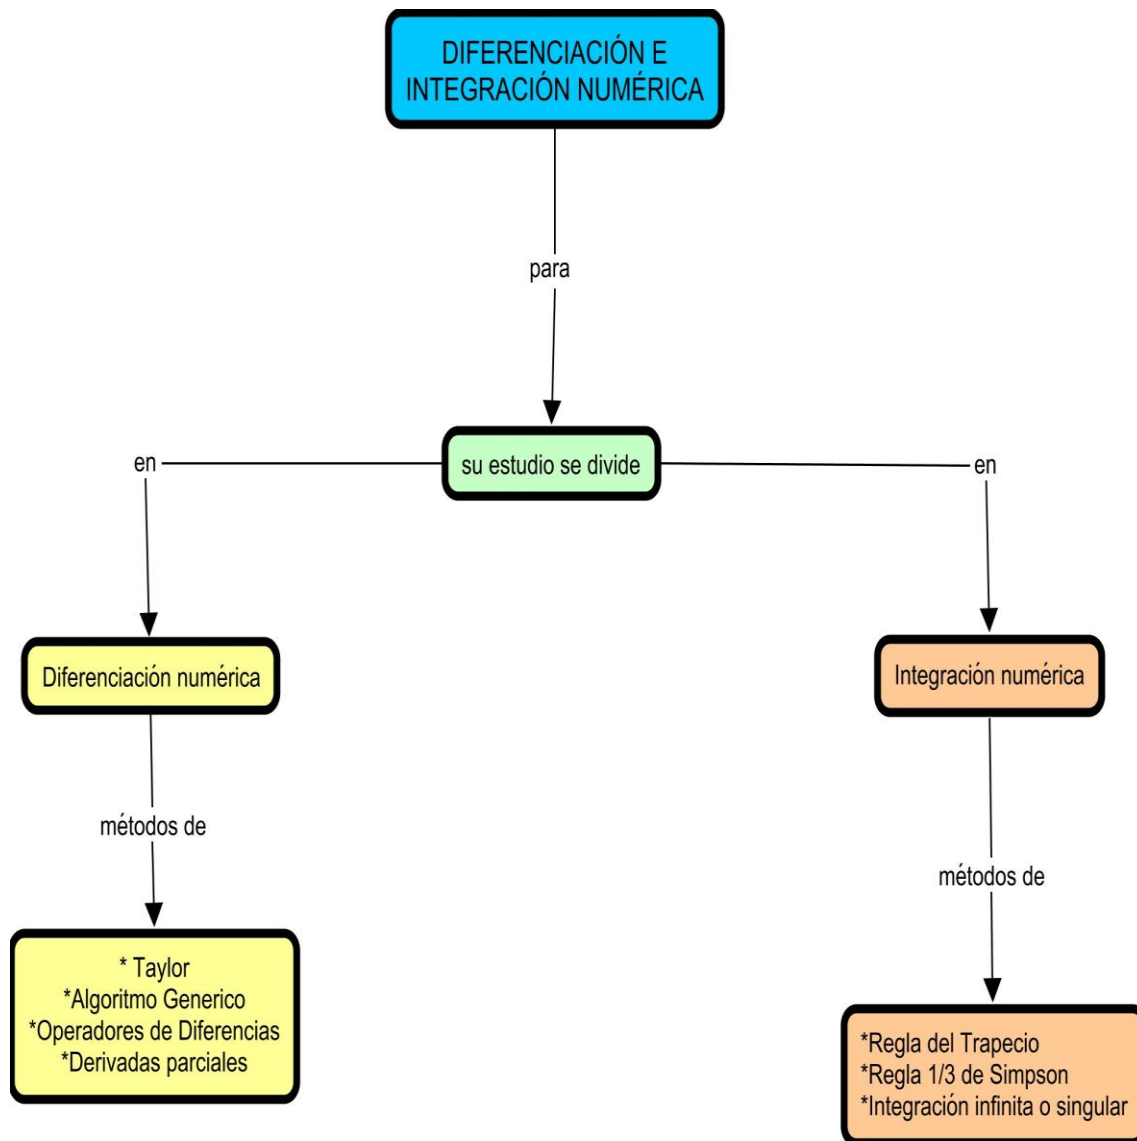 DIFERENCIACIÓN E
INTEGRACIÓN NUMÉRICA
para
su estudio se divide
en
en
Diferenciación numérica
Integración numérica
métodos de
métodos de
* Taylor
*Algoritmo Generico
*Operadores de Diferencias
*Derivadas parciales
*Regla del Trapecio
*Regla 1/3 de Simpson
*Integración infinita o singular